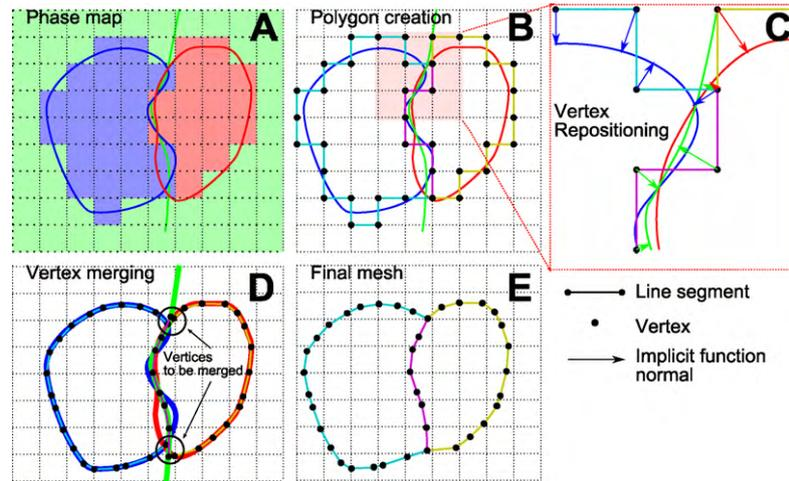 Phase map
A
Polygon creation
B
C
Vertex
Repositioning
Vertex merging
D
Vertices
to be merged
Final mesh
E
Line segment
Vertex
Implicit function
normal